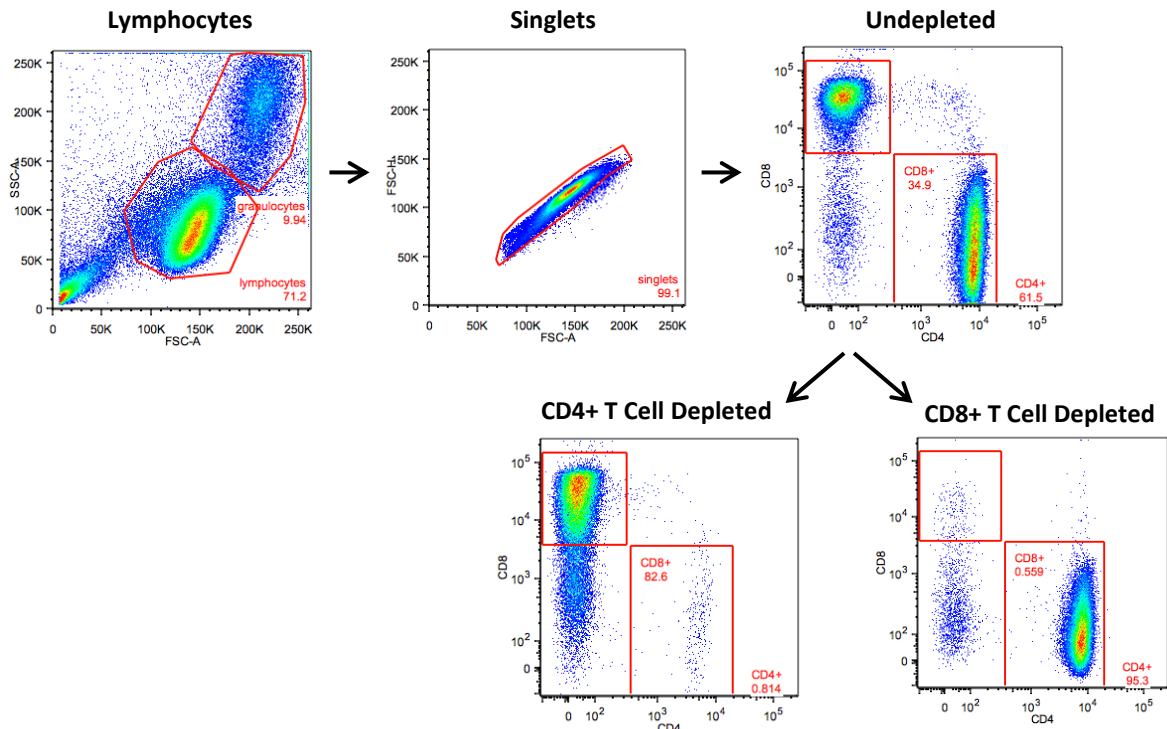 Lymphocytes
Singlets
Undepleted
250K
200K
150K
100K
50K
0
SSC-A
granulocytes
9.94
lymphocytes
71.2
0 50K 100K 150K 200K 250K
FSC-A
250K
200K
150K
100K
50K
0
FSC-H
singlets
99.1
0 50K 100K 150K 200K 250K
FSC-A
10^5
10^4
10^3
10^2
0
CD8
CD8+
34.9
CD4+
61.5
0 10^2 10^3 10^4 10^5
CD4
CD4+ T Cell Depleted
CD8+ T Cell Depleted
10^5
10^4
10^3
10^2
0
CD8
CD8+
82.6
CD4+
0.814
0 10^2 10^3 10^4 10^5
CD4
10^5
10^4
10^3
10^2
0
CD8
CD8+
0.559
CD4+
95.3
0 10^2 10^3 10^4 10^5
CD4